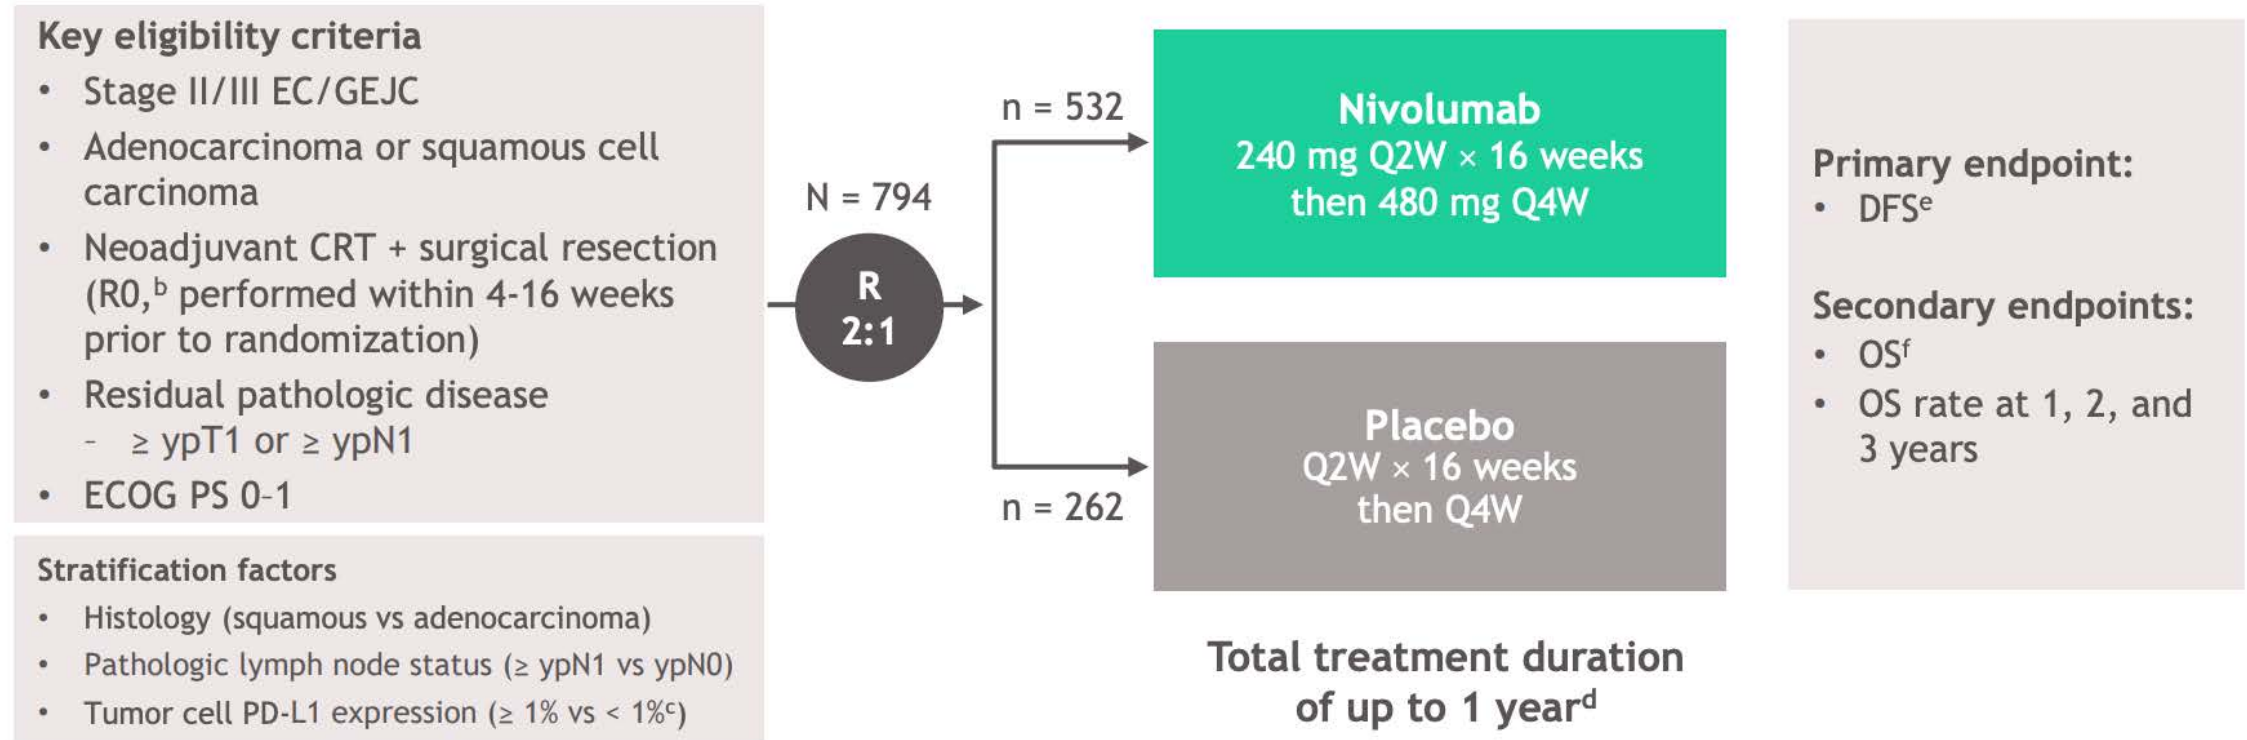 Key eligibility criteria
• Stage II/III EC/GEJC
• Adenocarcinoma or squamous cell
carcinoma
• Neoadjuvant CRT + surgical resection
(R0,ᵇ performed within 4-16 weeks
prior to randomization)
• Residual pathologic disease
– ≥ ypT1 or ≥ ypN1
• ECOG PS 0–1
Stratification factors
• Histology (squamous vs adenocarcinoma)
• Pathologic lymph node status (≥ ypN1 vs ypN0)
• Tumor cell PD-L1 expression (≥ 1% vs < 1%ᶜ)
N = 794
R
2:1
n = 532
n = 262
Nivolumab
240 mg Q2W × 16 weeks
then 480 mg Q4W
Placebo
Q2W × 16 weeks
then Q4W
Total treatment duration
of up to 1 yearᵈ
Primary endpoint:
• DFSᵉ
Secondary endpoints:
• OSᶠ
• OS rate at 1, 2, and
3 years